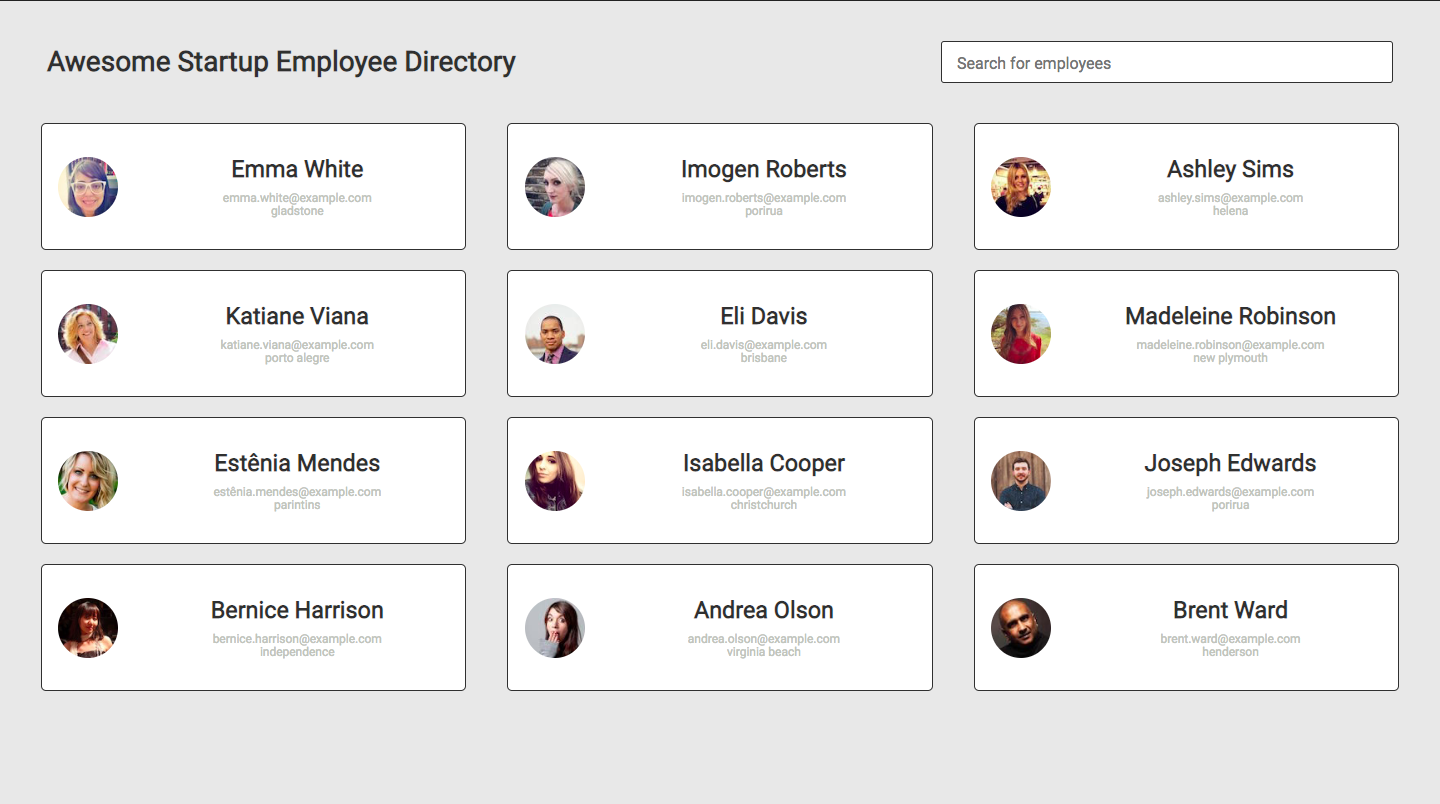 Awesome Startup Employee Directory
Search for employees
Emma White
emma.white@example.com
gladstone
Imogen Roberts
imogen.roberts@example.com
porirua
Ashley Sims
ashley.sims@example.com
helena
Katiane Viana
katiane.viana@example.com
porto alegre
Eli Davis
eli.davis@example.com
brisbane
Madeleine Robinson
madeleine.robinson@example.com
new plymouth
Estênia Mendes
estênia.mendes@example.com
parintins
Isabella Cooper
isabella.cooper@example.com
christchurch
Joseph Edwards
joseph.edwards@example.com
porirua
Bernice Harrison
bernice.harrison@example.com
independence
Andrea Olson
andrea.olson@example.com
virginia beach
Brent Ward
brent.ward@example.com
henderson